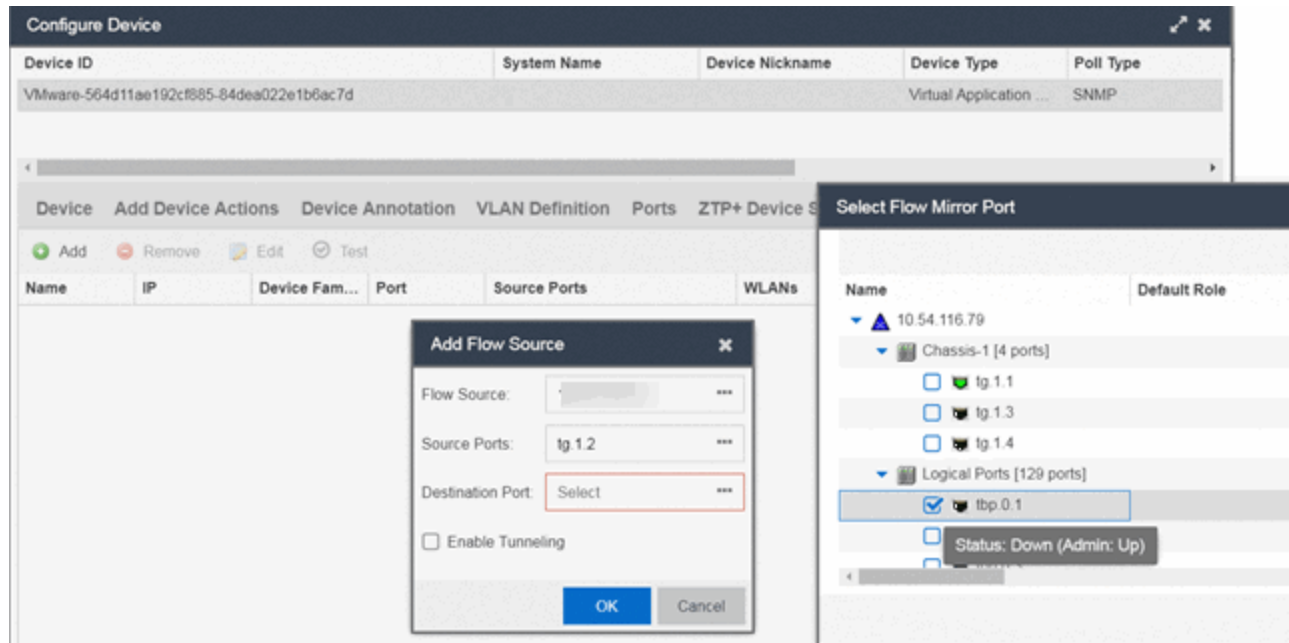 Configure Device
Device ID System Name Device Nickname Device Type Poll Type
VMware-564d11ae192cf885-84dea022e1b6ac7d Virtual Application ... SNMP
Device Add Device Actions Device Annotation VLAN Definition Ports ZTP+ Device S
Add Remove Edit Test
Name IP Device Fam... Port Source Ports WLANs
Add Flow Source
Flow Source: ...
Source Ports: tg.1.2 ...
Destination Port: Select ...
Enable Tunneling
OK Cancel
Select Flow Mirror Port
Name Default Role
10.54.116.79
Chassis-1 [4 ports]
tg.1.1
tg.1.3
tg.1.4
Logical Ports [129 ports]
tbp.0.1
Status: Down (Admin: Up)